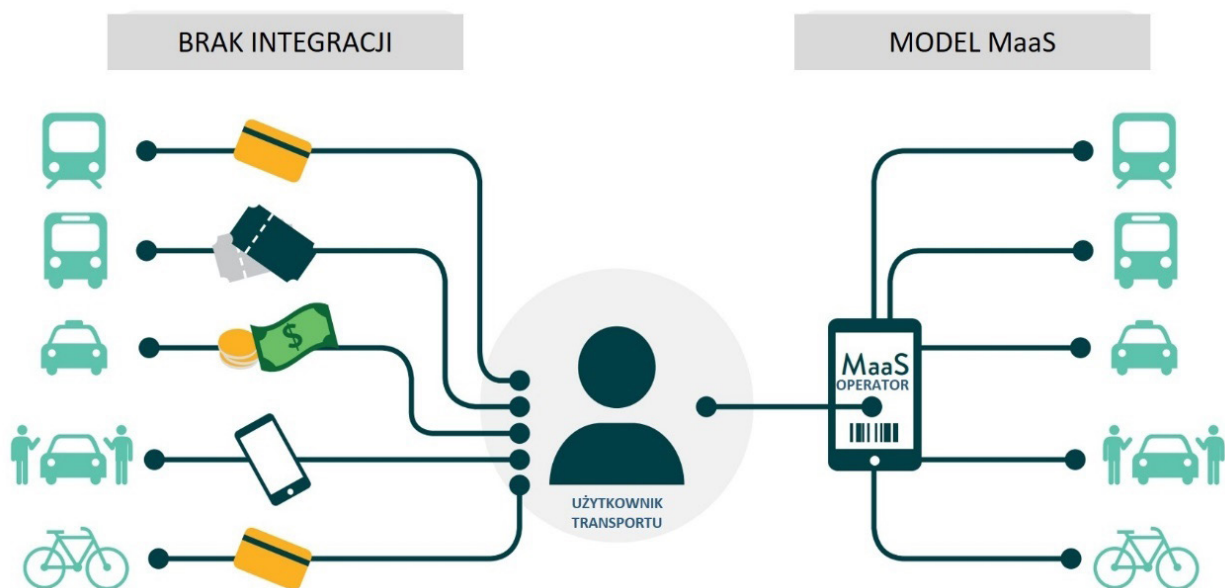 BRAK INTEGRACJI
MODEL MaaS
$
MaaS
OPERATOR
UŻYTKOWNIK
TRANSPORTU